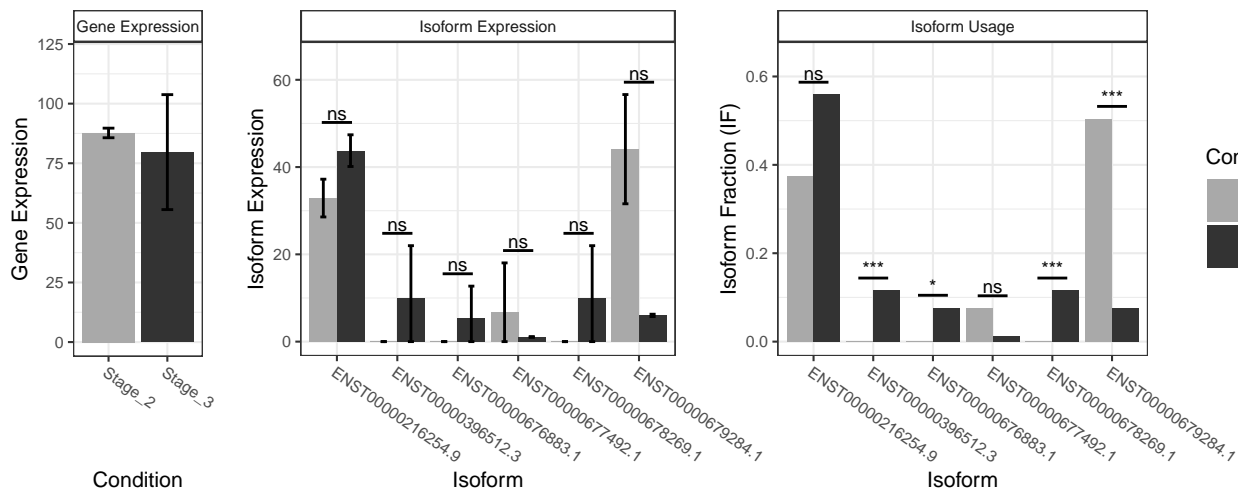 Gene Expression
Gene Expression
125
100
75
50
25
0
Stage_2
Stage_3
Condition
Isoform Expression
Isoform Expression
60
40
20
0
ns
ns
ns
ns
ns
ns
ENST00000216254.9
ENST00000396512.3
ENST00000676883.1
ENST00000677492.1
ENST00000678269.1
ENST00000679284.1
Isoform
Isoform Usage
Isoform Fraction (IF)
0.6
0.4
0.2
0.0
ns
***
*
ns
***
***
ENST00000216254.9
ENST00000396512.3
ENST00000676883.1
ENST00000677492.1
ENST00000678269.1
ENST00000679284.1
Isoform